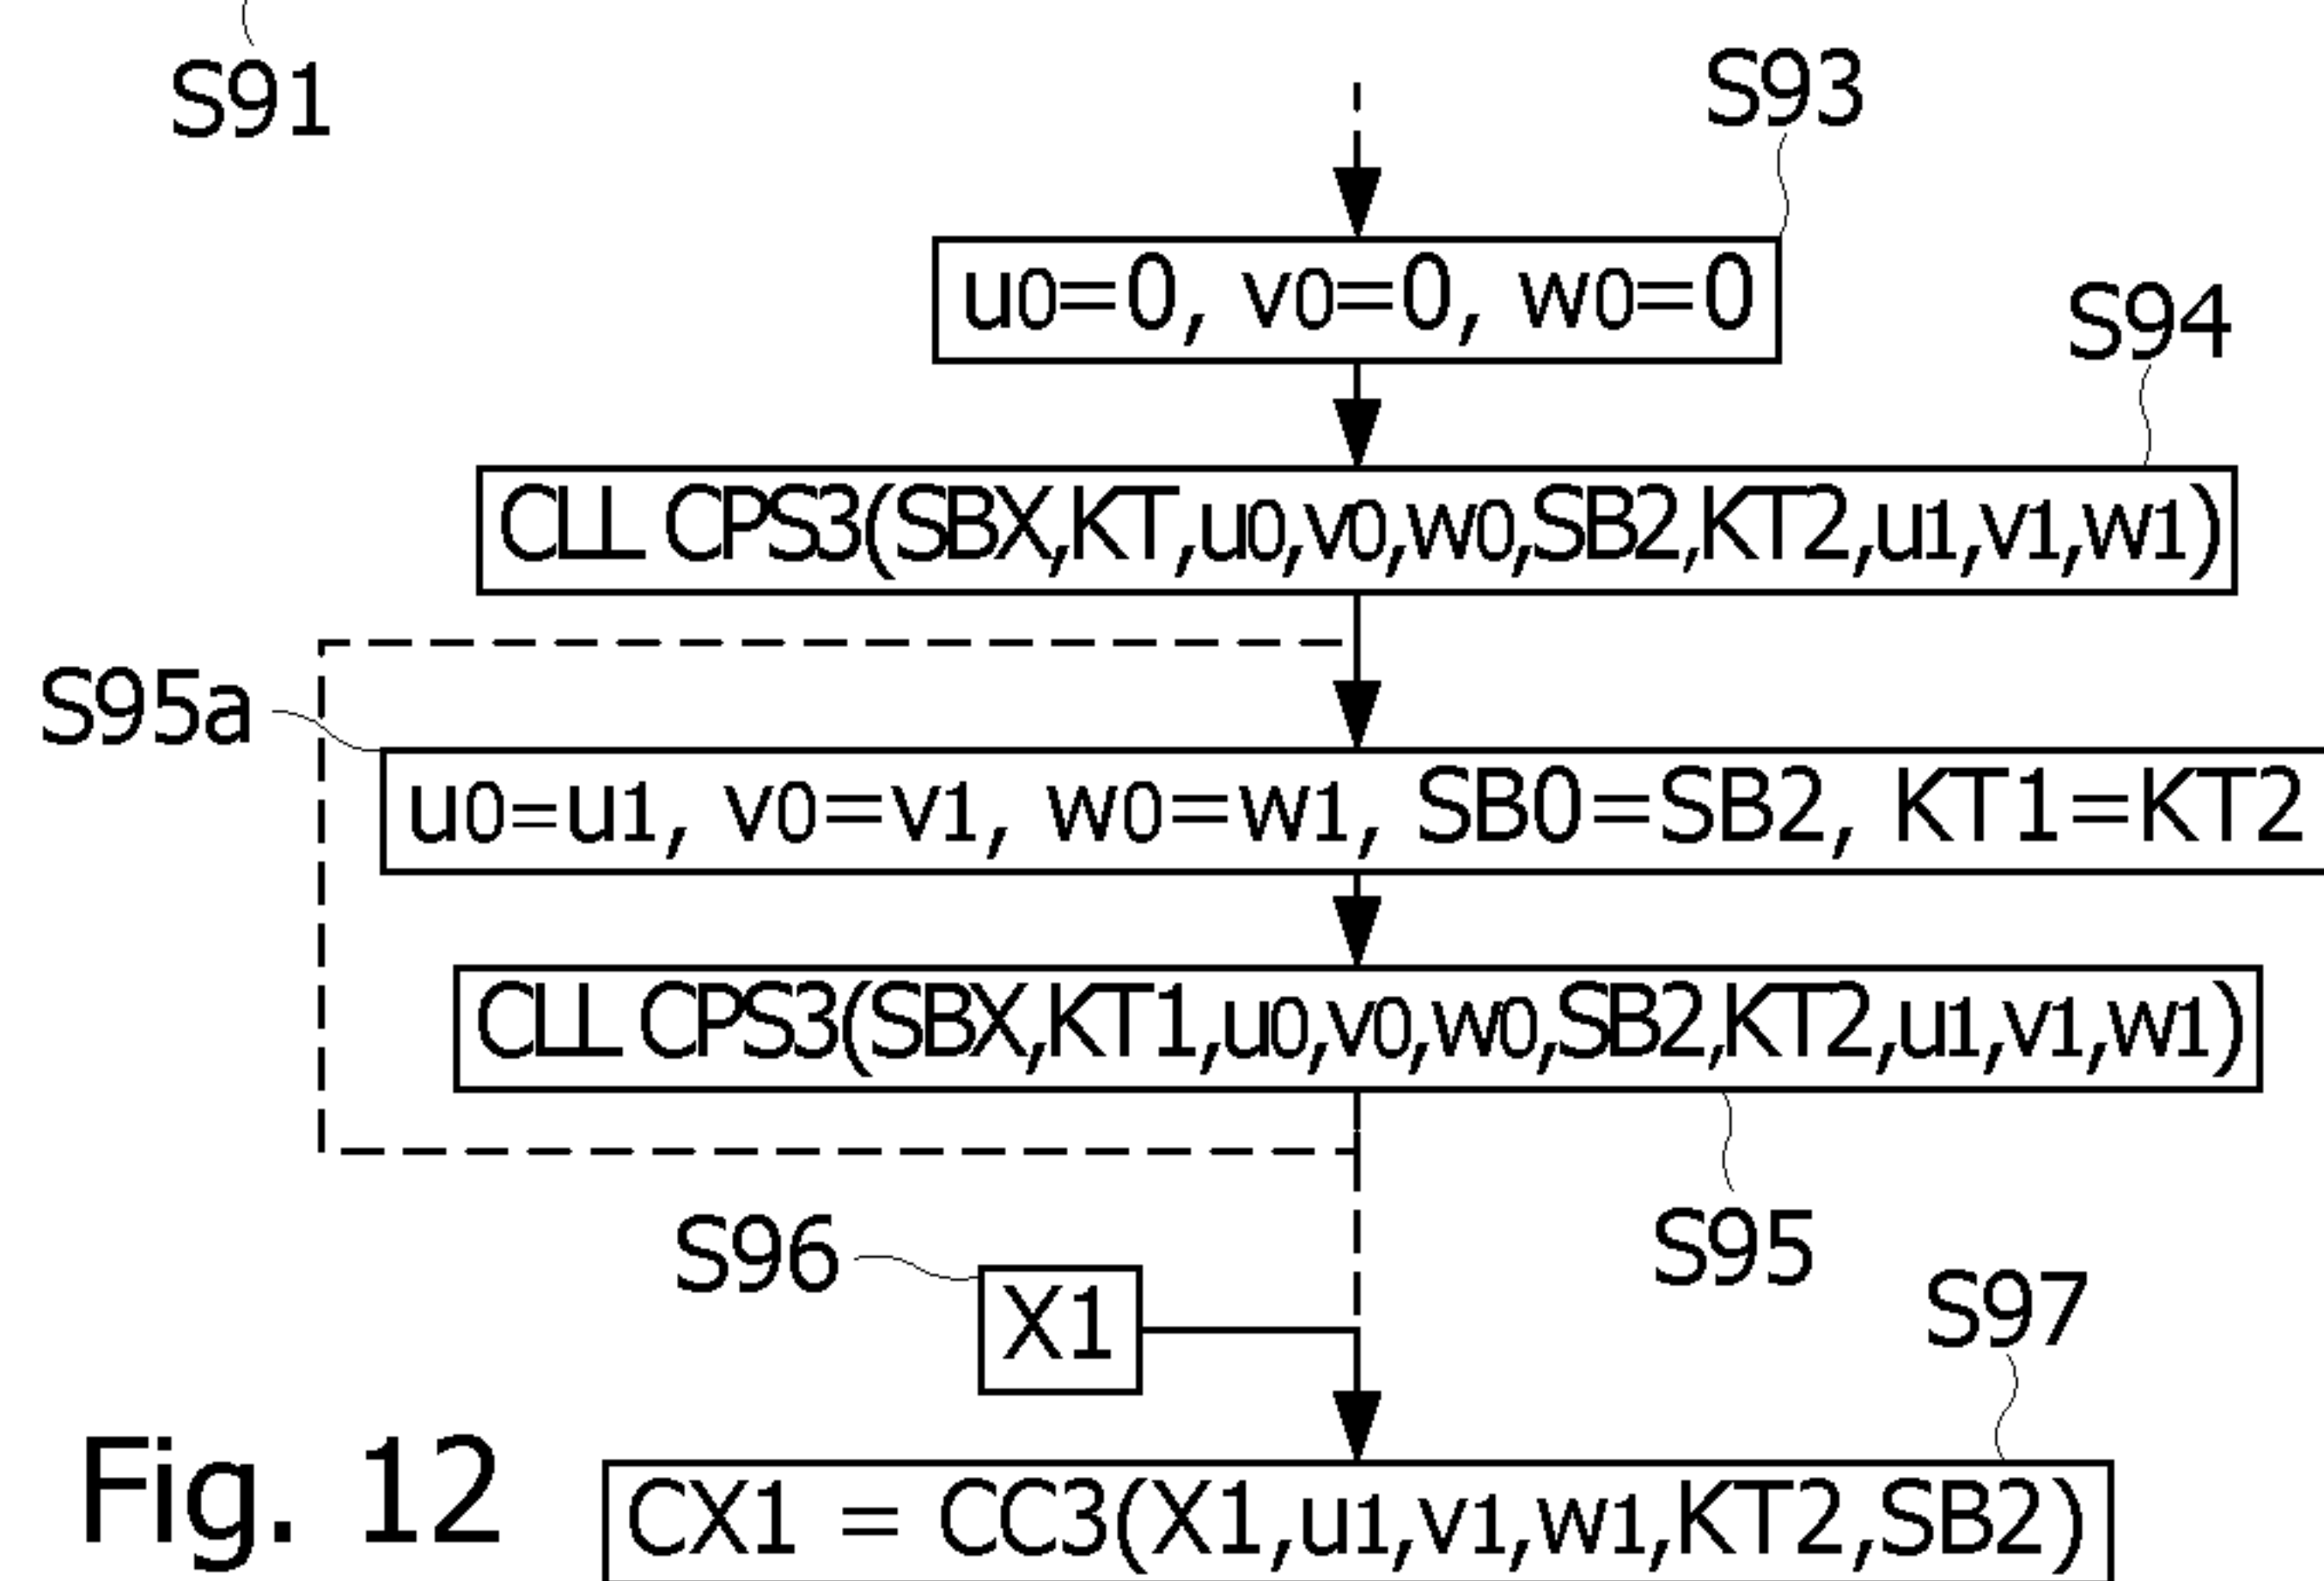 S91
S93
u0=0, v0=0, w0=0
S94
CLL CPS3(SBX,KT,u0,v0,w0,SB2,KT2,u1,v1,w1)
S95a
u0=u1, v0=v1, w0=w1, SB0=SB2, KT1=KT2
CLL CPS3(SBX,KT1,u0,v0,w0,SB2,KT2,u1,v1,w1)
S96
S95
X1
S97
Fig. 12
CX1 = CC3(X1,u1,v1,w1,KT2,SB2)